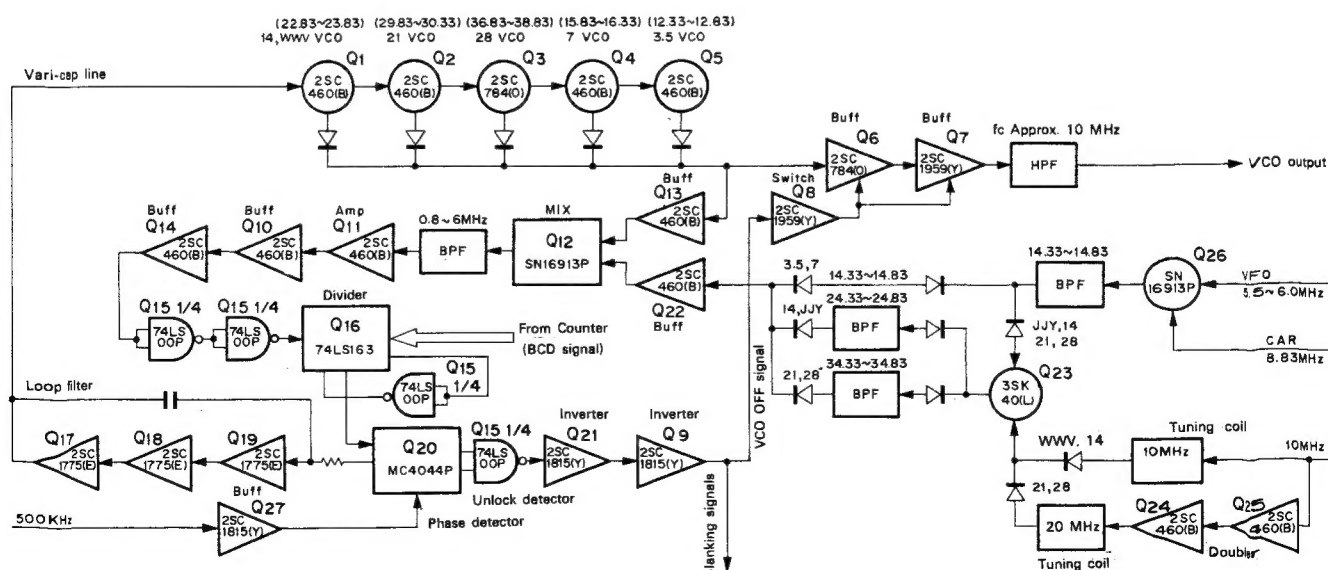 (22.83~23.83) (29.83~30.33) (36.83~38.83) (15.83~16.33) (12.33~12.83)
14,WWV VCO 21 VCO 28 VCO 7 VCO 3.5 VCO
Q1 Q2 Q3 Q4 Q5
Vari-cap line
2SC 460(B)
2SC 460(B)
2SC 784(O)
2SC 460(B)
2SC 460(B)
Buff
Q6
2SC 784(O)
Buff
Q7
2SC 1959(Y)
fc Approx. 10 MHz
HPF
VCO output
Switch
Q8
2SC 1959(Y)
Buff
Q14
2SC 460(B)
Buff
Q10
2SC 460(B)
Amp
Q11
2SC 460(B)
0.8~6MHz
BPF
MIX
Q12
SN16913P
Buff
Q13
2SC 460(B)
2SC 460(B)
Q22
Buff
3.5,7
14.33~14.83
14,JJY
24.33~24.83
BPF
21,28
34.33~34.83
BPF
14.33~14.83
BPF
Q26
SN 16913P
VFO
5.5~6.0MHz
CAR
8.83MHz
JJY,14
21, 28
Q23
3SK 40(L)
Q15 1/4
74LS 00P
Q15 1/4
74LS 00P
Divider
Q16
74LS163
From Counter
(BCD signal)
Q15
1/4
74LS 00P
Loop filter
Q17
2SC 1775(E)
Q18
2SC 1775(E)
Q19
2SC 1775(E)
Q20
MC4044P
Phase detector
Q15 1/4
74LS 00P
Unlock detector
Inverter
Q21
2SC 1815(Y)
Inverter
Q9
2SC 1815(Y)
VCO OFF signal
Blanking signals
500KHz
Buff
Q27
2SC 1815(Y)
WWV, 14
Tuning coil
10MHz
10MHz
21,28
20 MHz
Tuning coil
Q24
2SC 460(B)
Doubler
Q25
2SC 460(B)